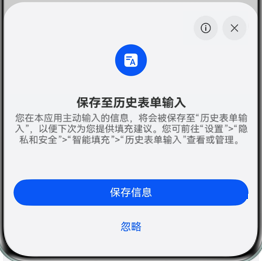 保存至历史表单输入
您在本应用主动输入的信息，将会被保存至“历史表单输
入”，以便下次为您提供填充建议。您可前往“设置”>“隐
私和安全”>“智能填充”>“历史表单输入”查看或管理。
保存信息
忽略